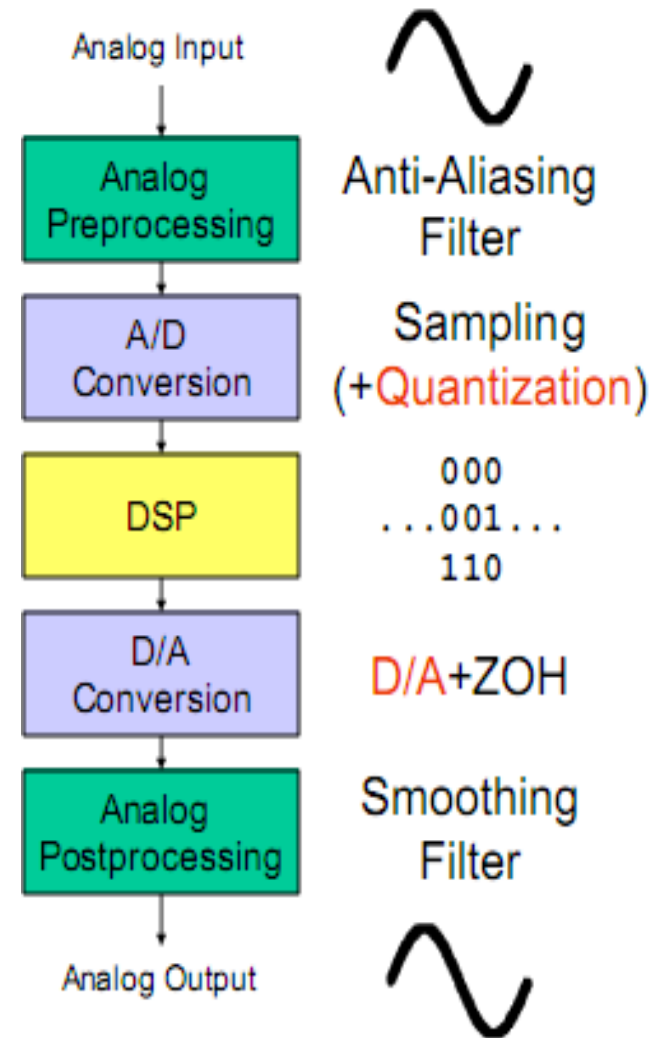 Analog Input
Analog
Preprocessing
Anti-Aliasing
Filter
A/D
Conversion
Sampling
(+Quantization)
DSP
000
...001...
110
D/A
Conversion
D/A+ZOH
Analog
Postprocessing
Smoothing
Filter
Analog Output